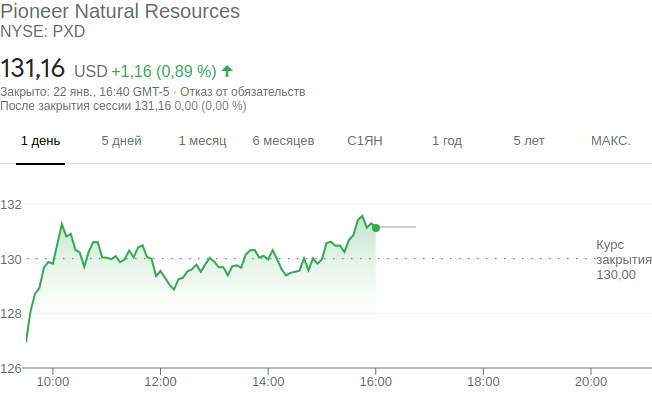 Pioneer Natural Resources
NYSE: PXD
131,16 USD +1,16 (0,89 %)
Закрыто: 22 янв., 16:40 GMT-5 · Отказ от обязательств
После закрытия сессии 131,16 0,00 (0,00 %)
1 день 5 дней 1 месяц 6 месяцев С1ЯН 1 год 5 лет МАКС.
132
130
128
126
Курс
закрытия
130,00
10:00 12:00 14:00 16:00 18:00 20:00